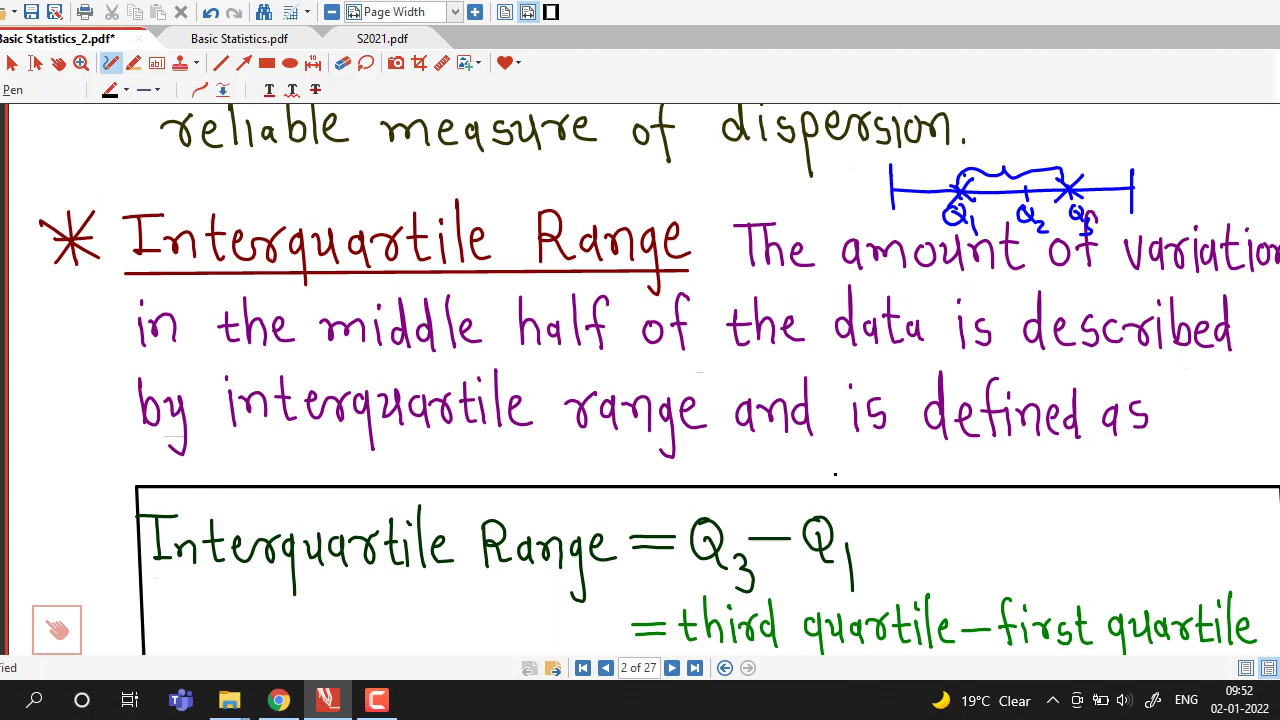 Page Width
Basic Statistics_2.pdf*
Basic Statistics.pdf
S2021.pdf
10
Pen
T T T
reliable measure of dispersion.
Q1 Q2 Q3
* Interquartile Range The amount of variation
in the middle half of the data is described
by interquartile range and is defined as
Interquartile Range = Q3 - Q1
= third quartile - first quartile
fied
2 of 27
19°C Clear
ENG
09:52
02-01-2022